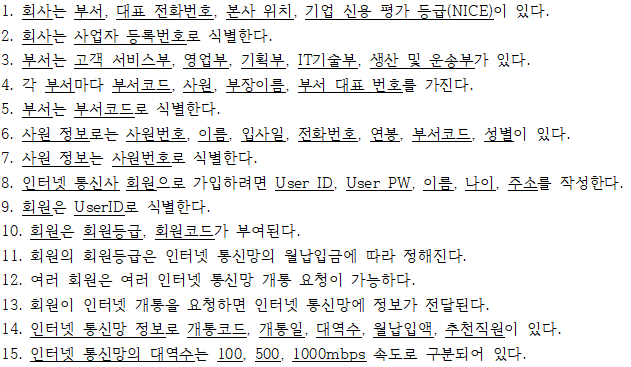 1. 회사는 부서, 대표 전화번호, 본사 위치, 기업 신용 평가 등급(NICE)이 있다.
2. 회사는 사업자 등록번호로 식별한다.
3. 부서는 고객 서비스부, 영업부, 기획부, IT기술부, 생산 및 운송부가 있다.
4. 각 부서마다 부서코드, 사원, 부장이름, 부서 대표 번호를 가진다.
5. 부서는 부서코드로 식별한다.
6. 사원 정보로는 사원번호, 이름, 입사일, 전화번호, 연봉, 부서코드, 성별이 있다.
7. 사원 정보는 사원번호로 식별한다.
8. 인터넷 통신사 회원으로 가입하려면 User ID, User PW, 이름, 나이, 주소를 작성한다.
9. 회원은 UserID로 식별한다.
10. 회원은 회원등급, 회원코드가 부여된다.
11. 회원의 회원등급은 인터넷 통신망의 월납입금에 따라 정해진다.
12. 여러 회원은 여러 인터넷 통신망 개통 요청이 가능하다.
13. 회원이 인터넷 개통을 요청하면 인터넷 통신망에 정보가 전달된다.
14. 인터넷 통신망 정보로 개통코드, 개통일, 대역수, 월납입액, 추천직원이 있다.
15. 인터넷 통신망의 대역수는 100, 500, 1000mbps 속도로 구분되어 있다.